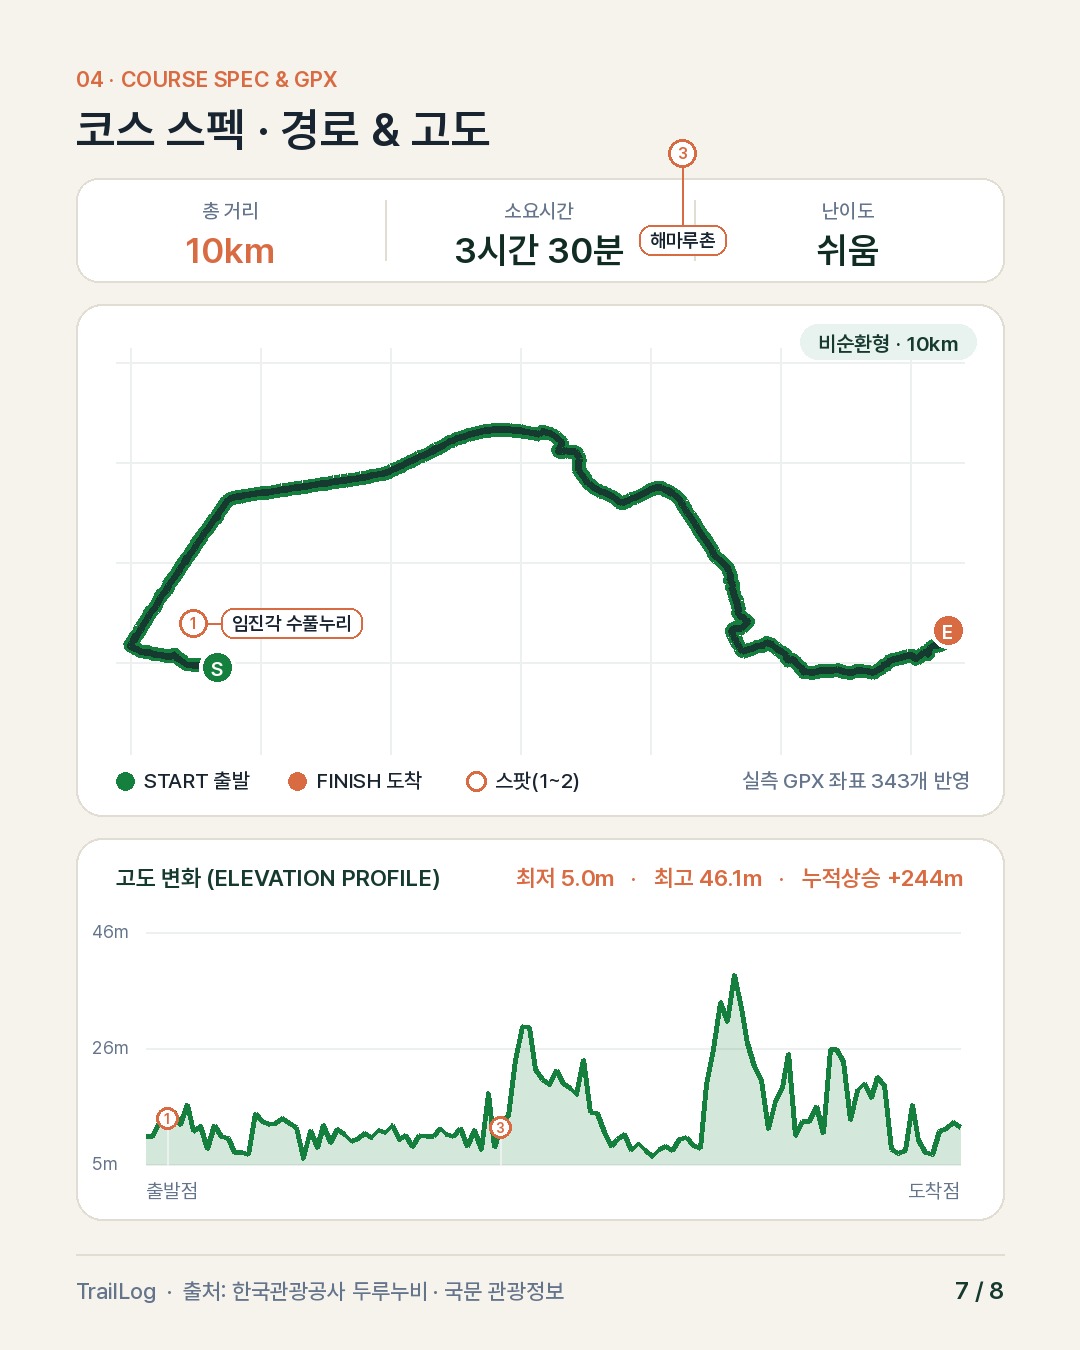 04 · COURSE SPEC & GPX
코스 스펙 · 경로 & 고도
3
총 거리
10km
소요시간
3시간 30분
해마루촌
난이도
쉬움
비순환형 · 10km
1
임진각 수풀누리
S
E
START 출발
FINISH 도착
스팟(1~2)
실측 GPX 좌표 343개 반영
고도 변화 (ELEVATION PROFILE)
최저 5.0m · 최고 46.1m · 누적상승 +244m
46m
26m
5m
1
3
출발점
도착점
TrailLog · 출처: 한국관광공사 두루누비 · 국문 관광정보
7 / 8